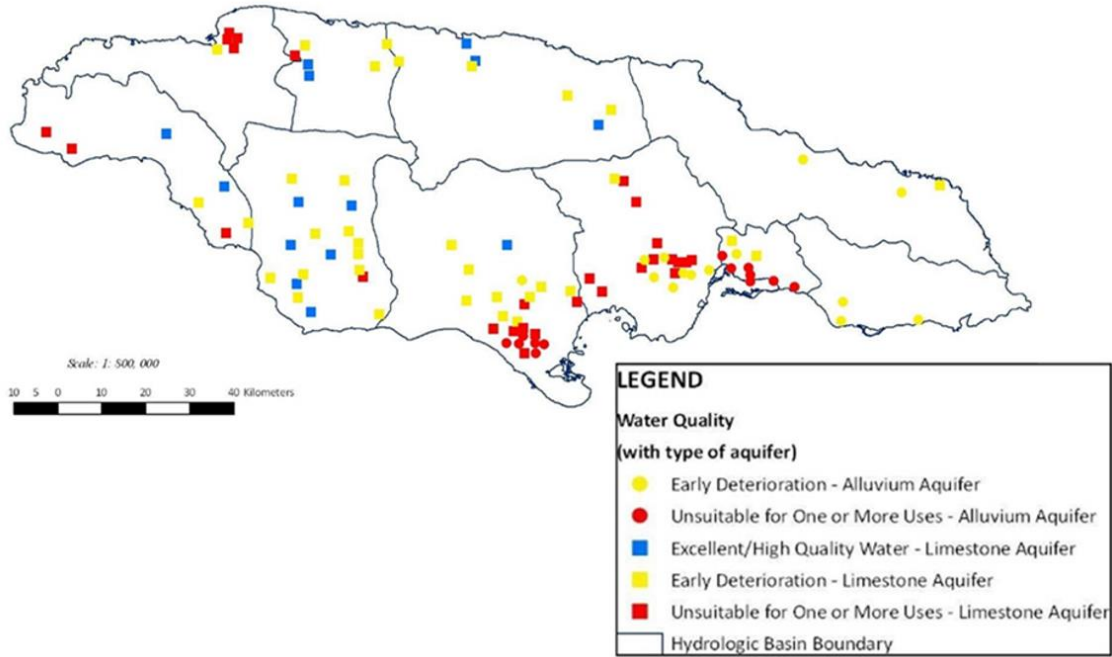 Scale: 1: 500, 000
10 5 0 10 20 30 40 Kilometers
LEGEND
Water Quality
(with type of aquifer)
Early Deterioration - Alluvium Aquifer
Unsuitable for One or More Uses - Alluvium Aquifer
Excellent/High Quality Water - Limestone Aquifer
Early Deterioration - Limestone Aquifer
Unsuitable for One or More Uses - Limestone Aquifer
Hydrologic Basin Boundary